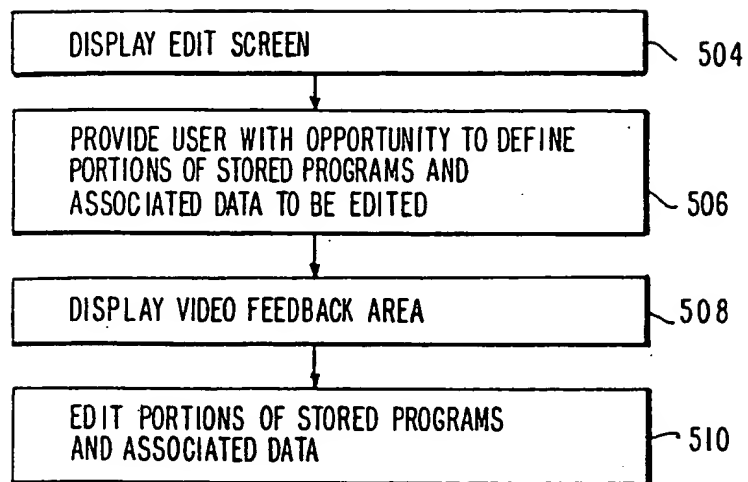 DISPLAY EDIT SCREEN
504
PROVIDE USER WITH OPPORTUNITY TO DEFINE
PORTIONS OF STORED PROGRAMS AND
ASSOCIATED DATA TO BE EDITED
506
DISPLAY VIDEO FEEDBACK AREA
508
EDIT PORTIONS OF STORED PROGRAMS
AND ASSOCIATED DATA.
510